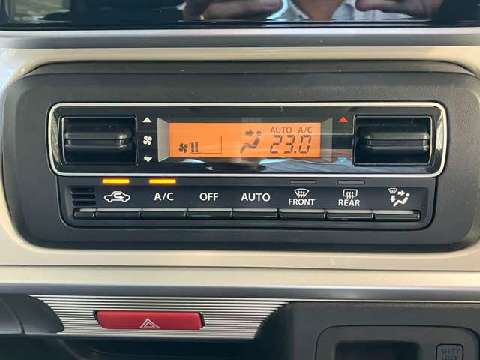 AUTO A/C
23.0
A/C OFF AUTO FRONT REAR